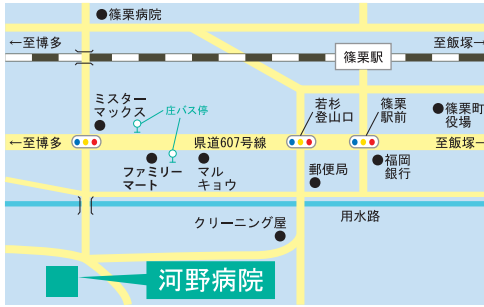 篠栗病院
←至博多
至飯塚→
篠栗駅
ミスター
マックス
庄バス停
若杉
登山口
篠栗
駅前
篠栗町
役場
←至博多
県道607号線
至飯塚→
ファミリー
マート
マル
キョウ
郵便局
福岡
銀行
用水路
クリーニング屋
河野病院